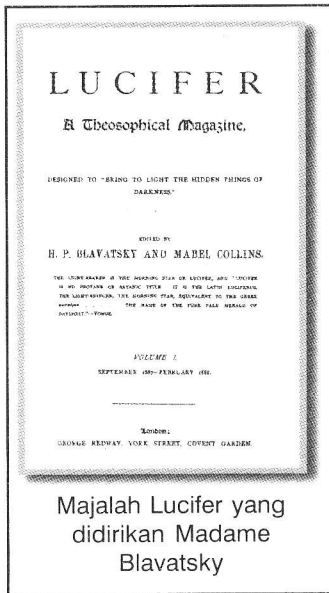 LUCIFER
A Theosophical Magazine,
DESIGNED TO "BRING TO LIGHT THE HIDDEN THINGS OF
DARKNESS."
EDITED BY
H. P. BLAVATSKY AND MABEL COLLINS.
THE LIGHT-BEARER IS THE MORNING STAR OR LUCIFER, AND "LUCIFER
IS NO PROFANE OR SATANIC TITLE. IT IS THE LATIN LUCIFERUS,
THE LIGHT-BRINGER, THE MORNING STAR, EQUIVALENT TO THE GREEK
. . . THE NAME OF THE PURE PALE HERALD OF
DAYLIGHT."—YONGE.
VOLUME I.
SEPTEMBER 1887–FEBRUARY 1888.
London:
GEORGE REDWAY, YORK STREET, COVENT GARDEN.
Majalah Lucifer yang
didirikan Madame
Blavatsky